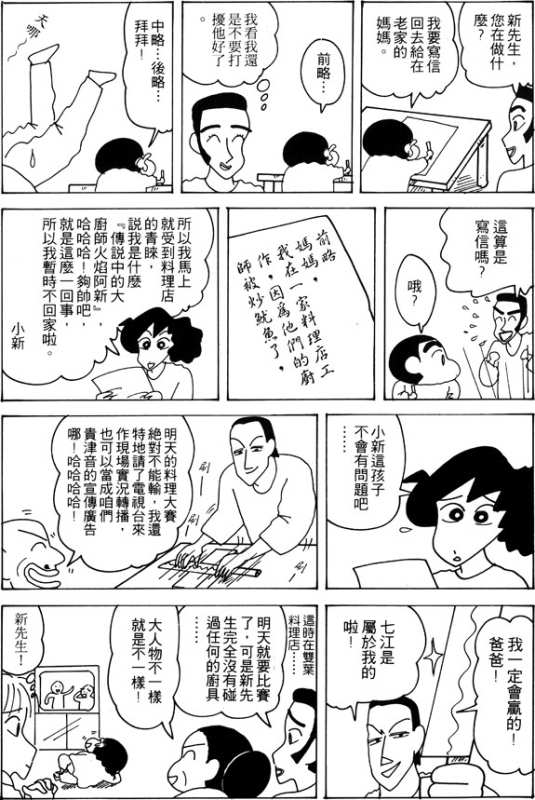 新先生，
您在做什
麼？
我要寫信
回去給在
老家的
媽媽。
前略…。
我看我還
是不要打
擾他好了
。
中略…後略…
拜拜！
天哪
這算是
寫信嗎？
哦？
前略
媽媽，
我在一家料理店工
作，因為他們的廚
師被炒魷魚了，
所以我馬上
就受到料理店
的青睞，
說我是什麼
『傳說中的大
廚師火焰阿新』，
哈哈哈！夠帥吧，
就是這麼一回事，
所以我暫時不回家啦。
小新
小新這孩子
不會有問題吧
……
刷
刷
明天的料理大賽
絕對不能輸，我還
特地請了電視台來
作現場實況轉播，
也可以當成咱們
貴津音的宣傳廣告
哪！哈哈哈哈！
我一定會贏的！
爸爸！
七江是
屬於我的
啦！
這時在雙葉
料理店……
明天就要比賽
了，可是新先
生完全沒有碰
過任何的廚具
……
大人物不一樣
就是不一樣！
新先生！